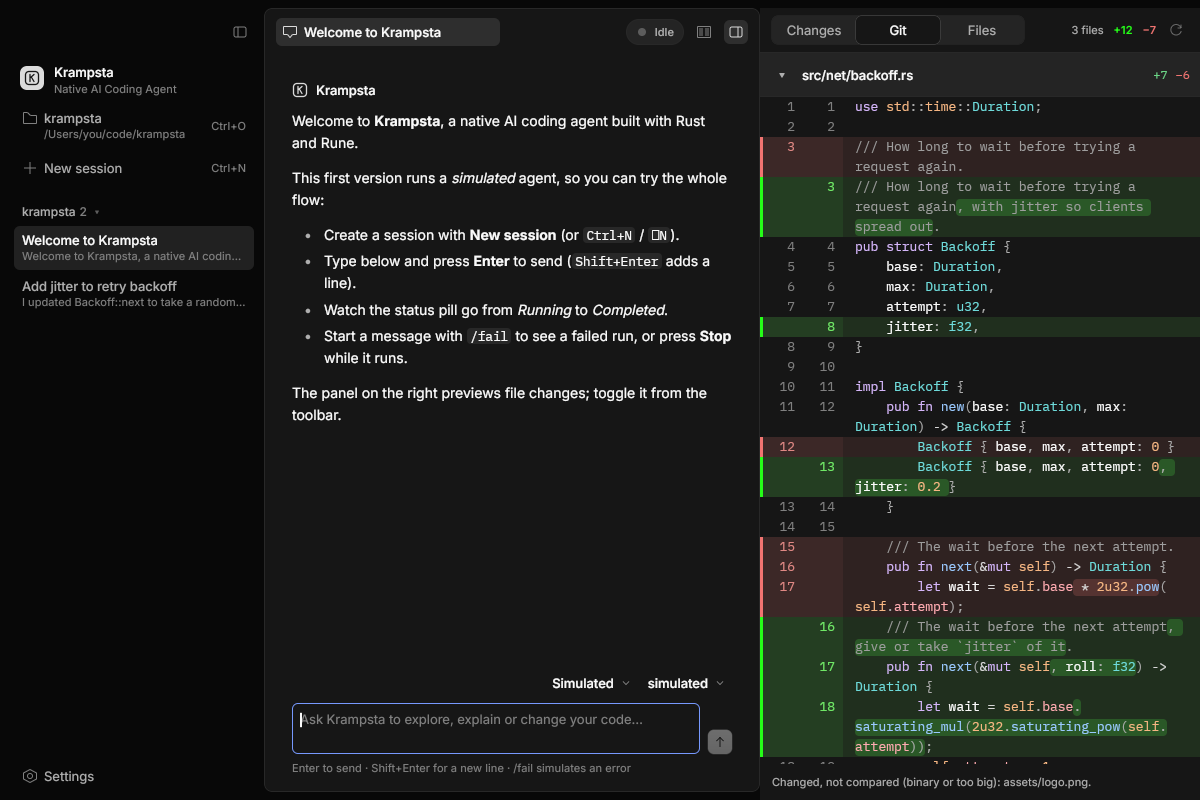 Krampsta
Native AI Coding Agent
krampsta
/Users/you/code/krampsta
Ctrl+O
New session
Ctrl+N
krampsta 2
Welcome to Krampsta
Welcome to Krampsta, a native AI codin...
Add jitter to retry backoff
I updated Backoff::next to take a random...
Settings
Welcome to Krampsta
Idle
Krampsta
Welcome to Krampsta, a native AI coding agent built with Rust
and Rune.
This first version runs a simulated agent, so you can try the whole
flow:
• Create a session with New session (or Ctrl+N / ▯N ).
• Type below and press Enter to send ( Shift+Enter adds a
line).
• Watch the status pill go from Running to Completed.
• Start a message with /fail to see a failed run, or press Stop
while it runs.
The panel on the right previews file changes; toggle it from the
toolbar.
Simulated
simulated
Ask Krampsta to explore, explain or change your code...
Enter to send · Shift+Enter for a new line · /fail simulates an error
Changes
Git
Files
3 files +12 −7
src/net/backoff.rs
+7 −6
1 1 use std::time::Duration;
2 2
3 /// How long to wait before trying a
request again.
3 /// How long to wait before trying a
request again, with jitter so clients
spread out.
4 4 pub struct Backoff {
5 5 base: Duration,
6 6 max: Duration,
7 7 attempt: u32,
8 jitter: f32,
8 9 }
9 10
10 11 impl Backoff {
11 12 pub fn new(base: Duration, max:
Duration) -> Backoff {
12 Backoff { base, max, attempt: 0 }
13 Backoff { base, max, attempt: 0,
jitter: 0.2 }
13 14 }
14 15
15 /// The wait before the next attempt.
16 pub fn next(&mut self) -> Duration {
17 let wait = self.base * 2u32.pow(
self.attempt);
16 /// The wait before the next attempt,
give or take `jitter` of it.
17 pub fn next(&mut self, roll: f32) ->
Duration {
18 let wait = self.base.
saturating_mul(2u32.saturating_pow(self.
attempt));
Changed, not compared (binary or too big): assets/logo.png.